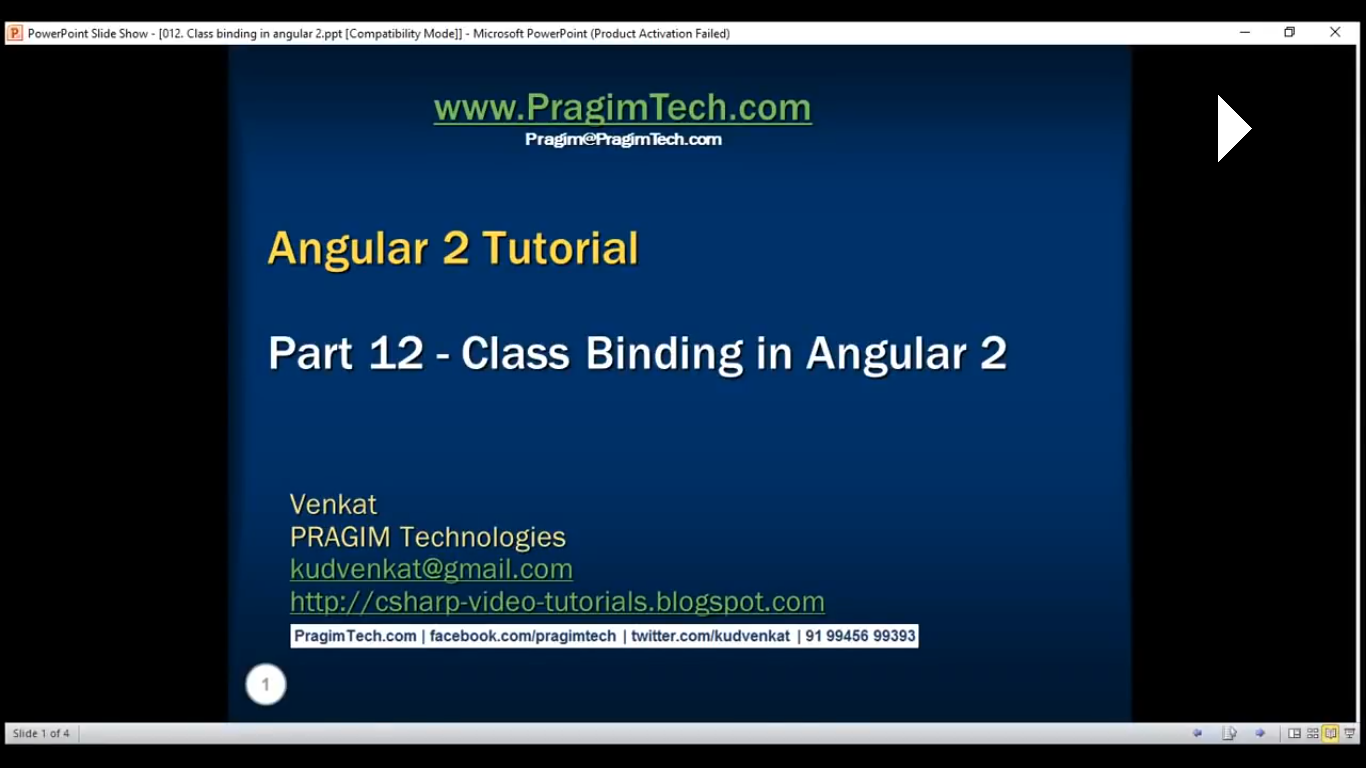 PowerPoint Slide Show - [012. Class binding in angular 2.ppt [Compatibility Mode]] - Microsoft PowerPoint (Product Activation Failed)
www.PragimTech.com
Pragim@PragimTech.com
Angular 2 Tutorial
Part 12 - Class Binding in Angular 2
Venkat
PRAGIM Technologies
kudvenkat@gmail.com
http://csharp-video-tutorials.blogspot.com
PragimTech.com | facebook.com/pragimtech | twitter.com/kudvenkat | 91 99456 99393
1
Slide 1 of 4